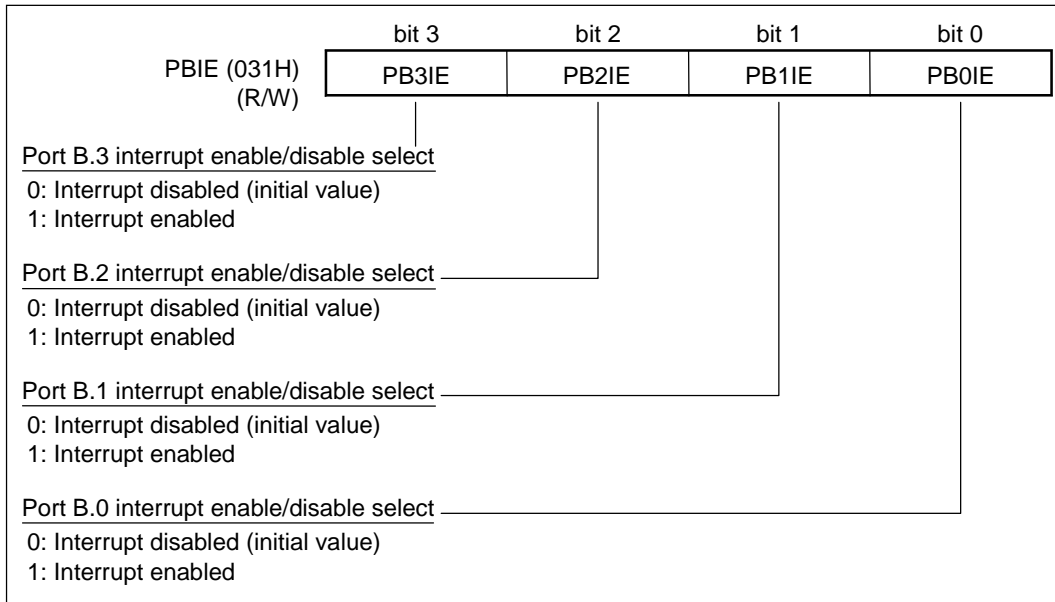 bit 3 bit 2 bit 1 bit 0
PBIE (031H) PB3IE PB2IE PB1IE PB0IE
(R/W)
Port B.3 interrupt enable/disable select
0: Interrupt disabled (initial value)
1: Interrupt enabled
Port B.2 interrupt enable/disable select
0: Interrupt disabled (initial value)
1: Interrupt enabled
Port B.1 interrupt enable/disable select
0: Interrupt disabled (initial value)
1: Interrupt enabled
Port B.0 interrupt enable/disable select
0: Interrupt disabled (initial value)
1: Interrupt enabled